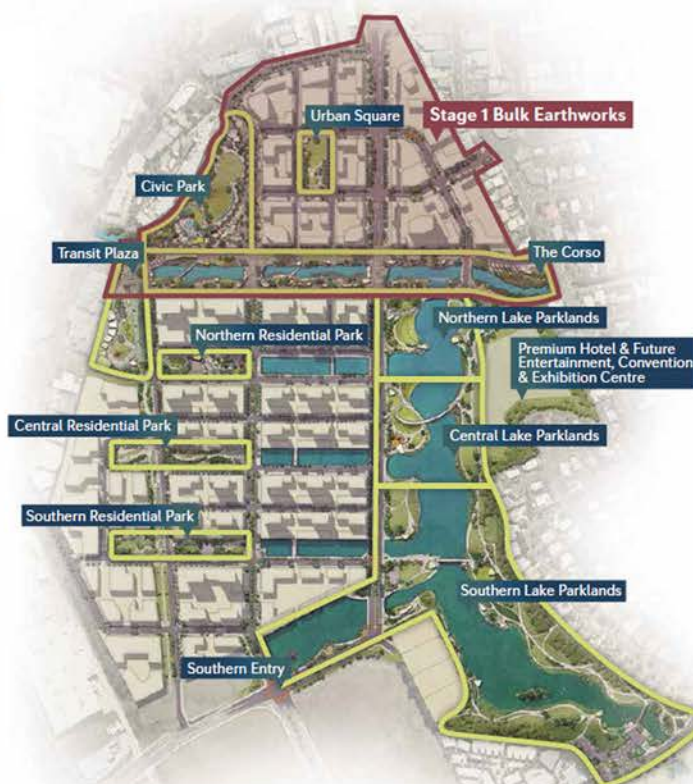 Urban Square
Stage 1 Bulk Earthworks
Civic Park
Transit Plaza
The Corso
Northern Lake Parklands
Northern Residential Park
Premium Hotel & Future
Entertainment, Convention
& Exhibition Centre
Central Residential Park
Central Lake Parklands
Southern Residential Park
Southern Lake Parklands
Southern Entry